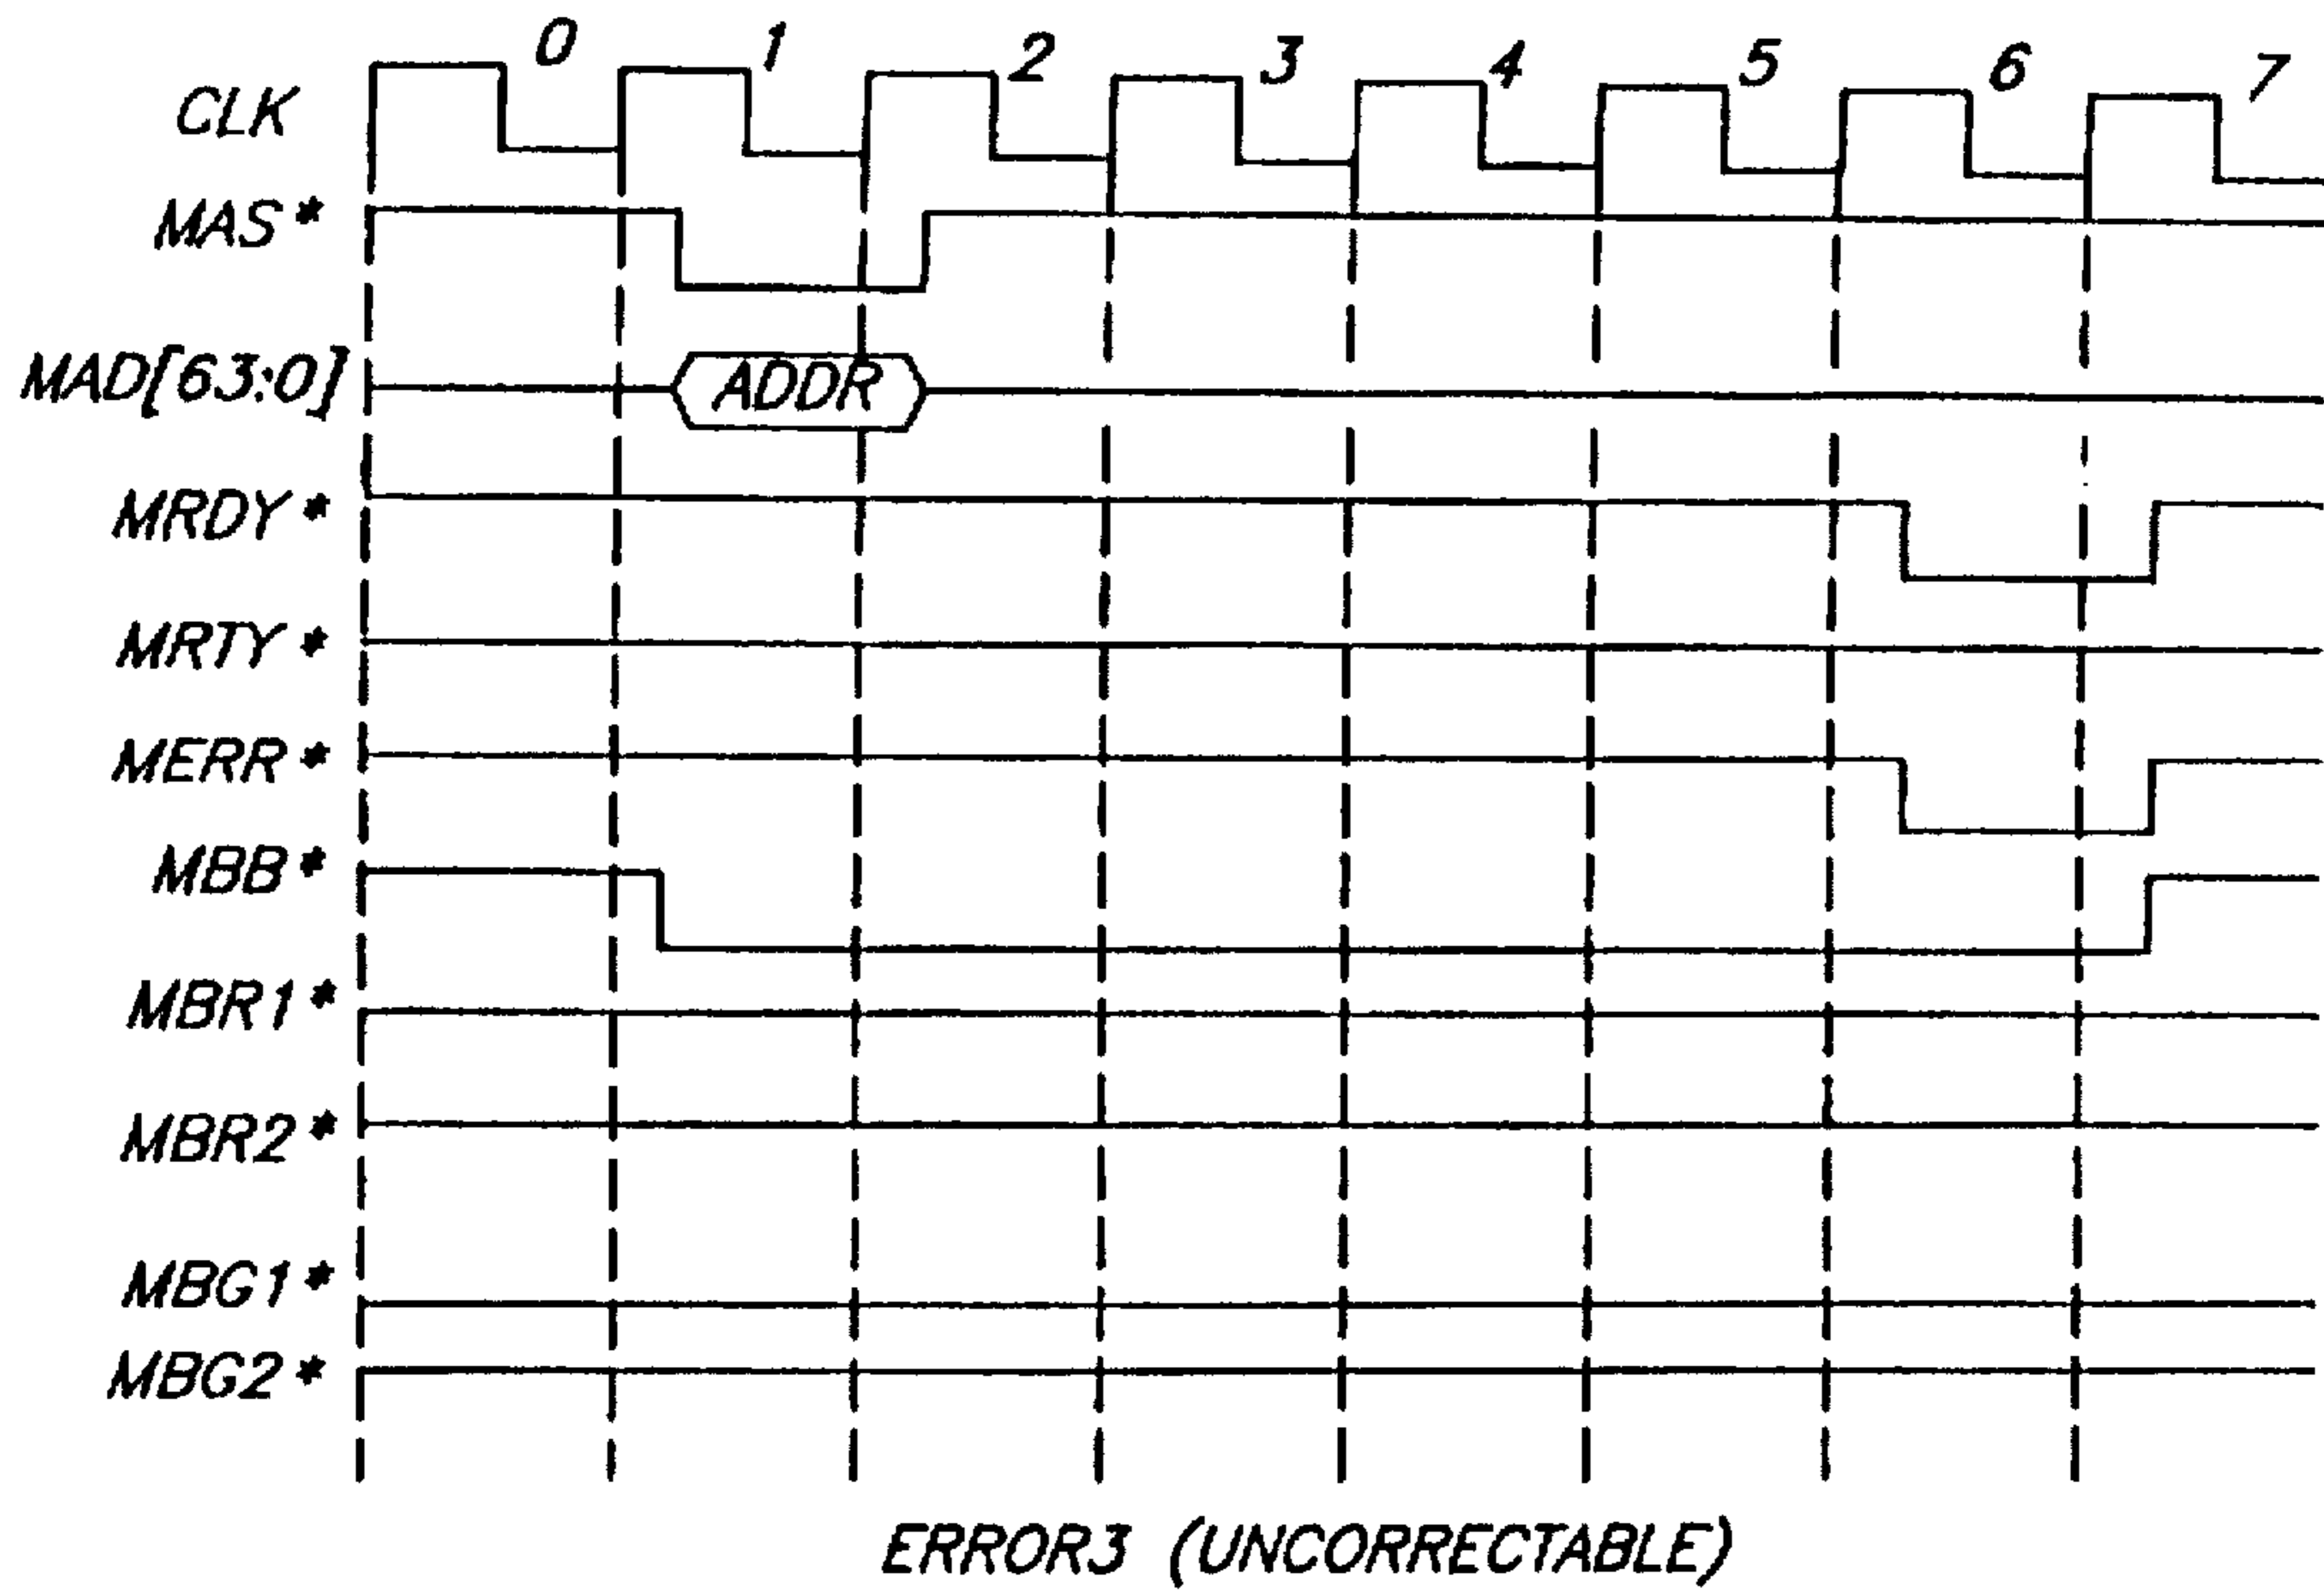 0 1 2 3 4 5 6 7
CLK
MAS*
MAD[63:0] ADDR
MRDY*
MRTY*
MERR*
MBB*
MBR1*
MBR2*
MBG1*
MBG2*
ERROR3 (UNCORRECTABLE)